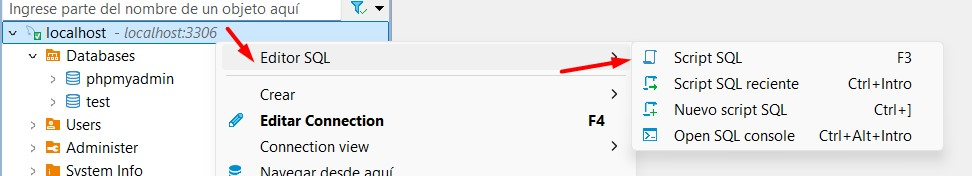 Ingrese parte del nombre de un objeto aquí
localhost - localhost:3306
Databases
phpmyadmin
test
Users
Administer
System Info
Editor SQL
Crear
Editar Connection F4
Connection view
Navegar desde aquí
Script SQL F3
Script SQL reciente Ctrl+Intro
Nuevo script SQL Ctrl+]
Open SQL console Ctrl+Alt+Intro